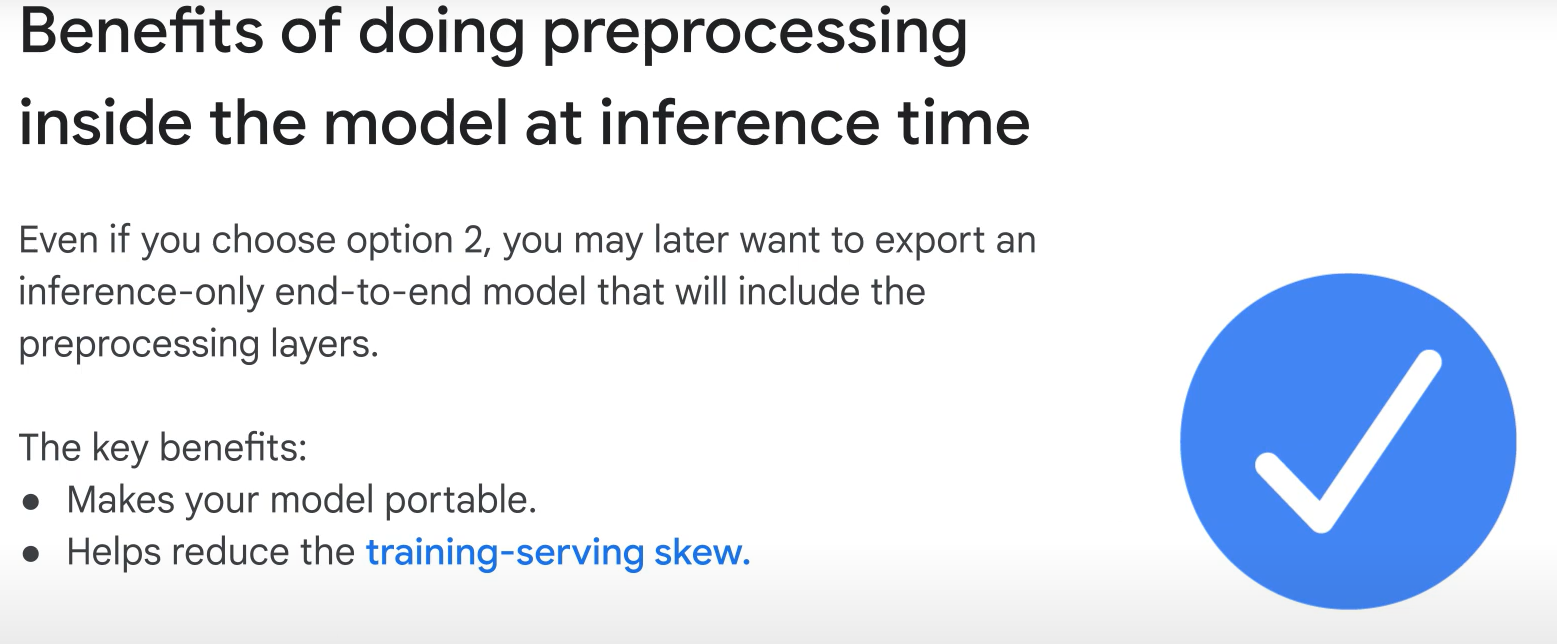 Benefits of doing preprocessing
inside the model at inference time
Even if you choose option 2, you may later want to export an
inference-only end-to-end model that will include the
preprocessing layers.
The key benefits:
● Makes your model portable.
● Helps reduce the training-serving skew.